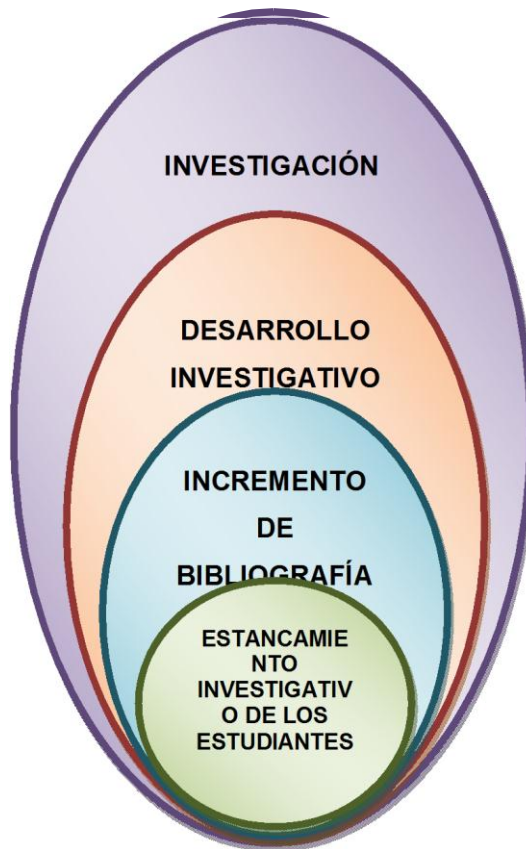 INVESTIGACIÓN
DESARROLLO
INVESTIGATIVO
INCREMENTO
DE
BIBLIOGRAFÍA
ESTANCAMIE
NTO
INVESTIGATIV
O DE LOS
ESTUDIANTES